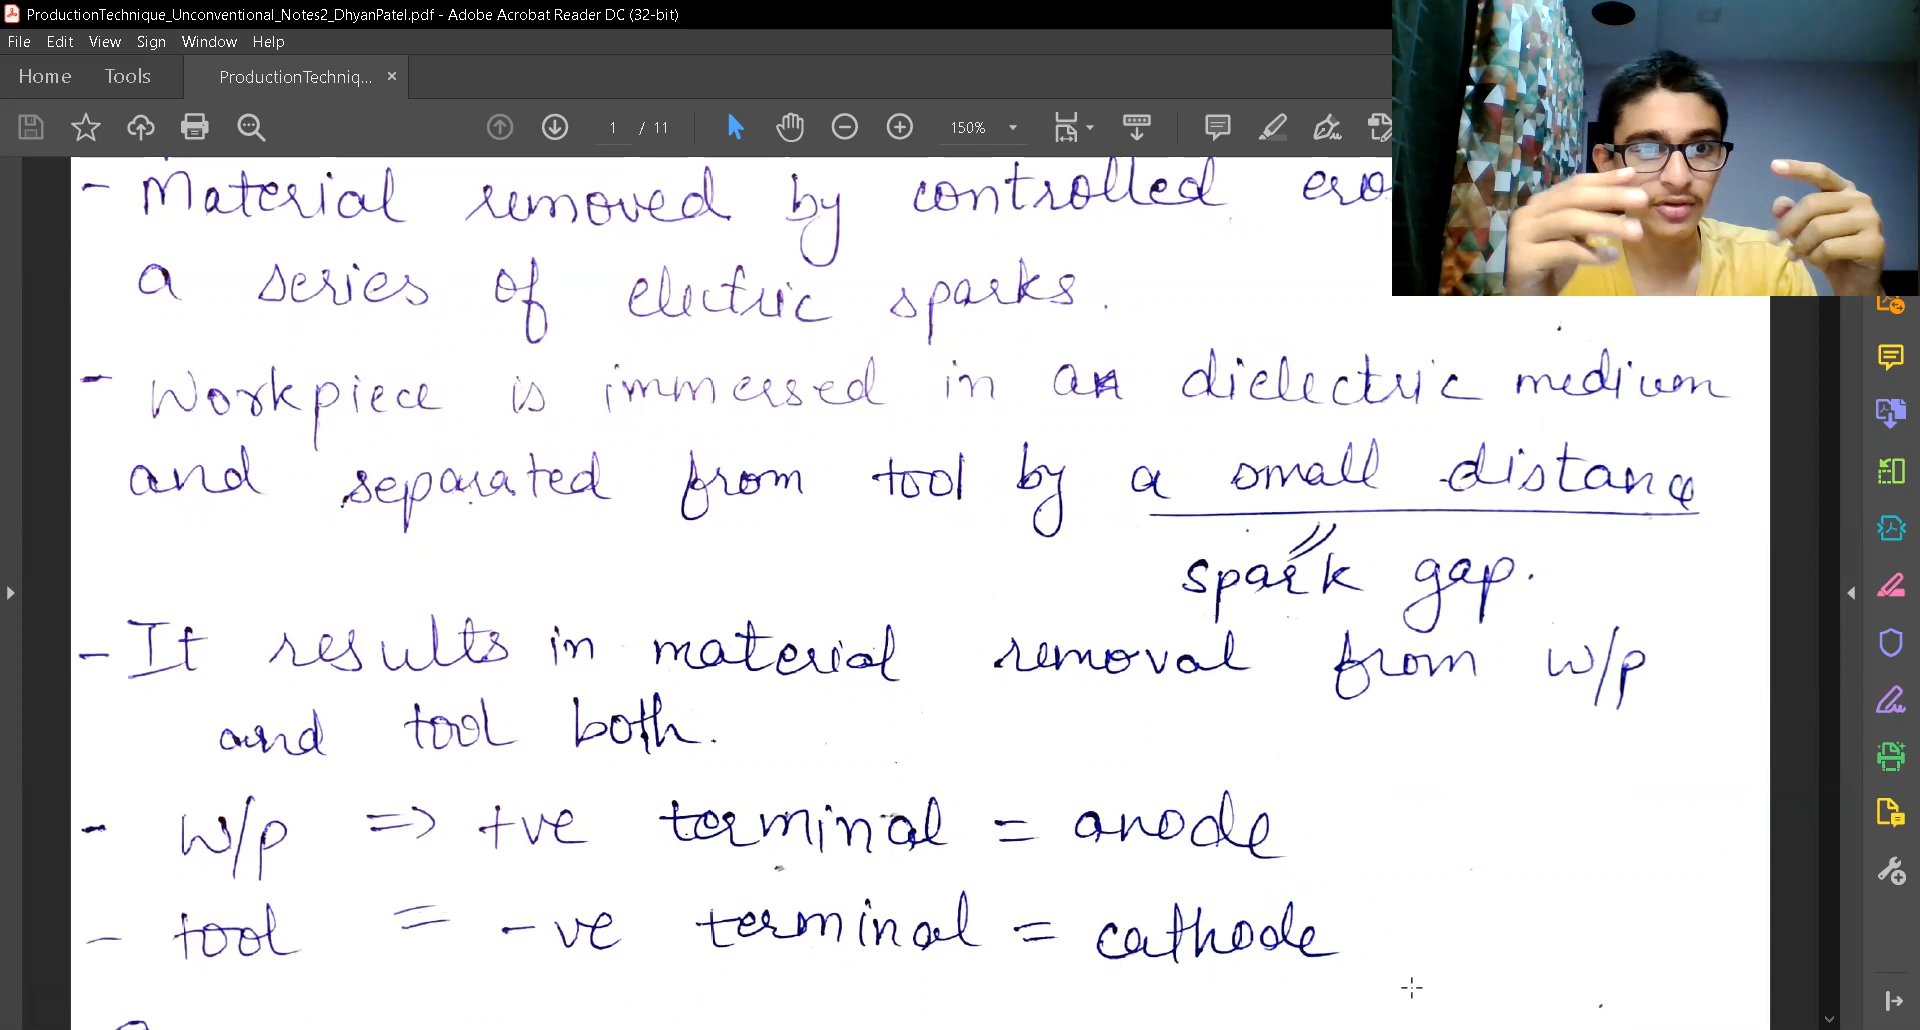 ProductionTechnique_Unconventional_Notes2_DhyanPatel.pdf - Adobe Acrobat Reader DC (32-bit)
File Edit View Sign Window Help
Home Tools ProductionTechniq... ×
1 / 11 150%
- Material removed by controlled ero
a series of electric sparks.
- Workpiece is immersed in a dielectric medium
and separated from tool by a small distance
spark gap.
- It results in material removal from w/p
and tool both.
- w/p => +ve terminal = anode
- tool = -ve terminal = cathode